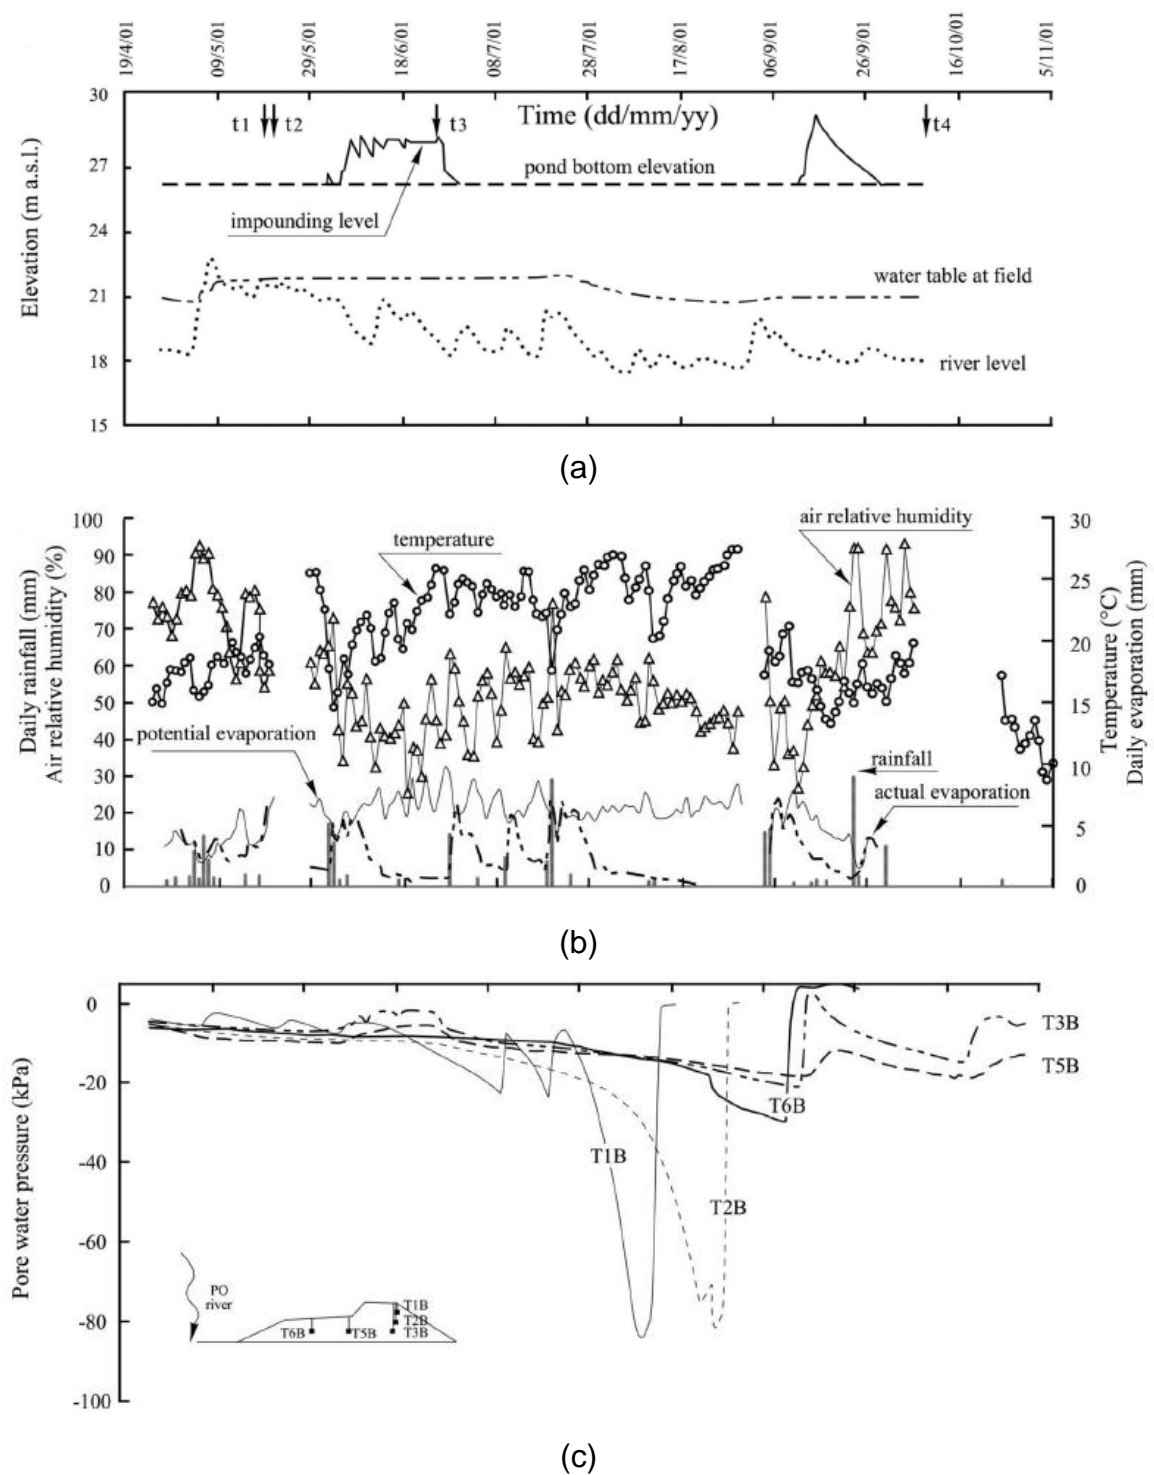 19/4/01 09/5/01 29/5/01 18/6/01 08/7/01 28/7/01 17/8/01 06/9/01 26/9/01 16/10/01 5/11/01
Elevation (m a.s.l.)
30
27
24
21
18
15
t1 t2 t3 Time (dd/mm/yy) t4
pond bottom elevation
impounding level
water table at field
river level
(a)
Daily rainfall (mm)
Air relative humidity (%)
100
90
80
70
60
50
40
30
20
10
0
air relative humidity
temperature
potential evaporation
rainfall
actual evaporation
30
25
20
15
10
5
0
Temperature (°C)
Daily evaporation (mm)
(b)
Pore water pressure (kPa)
0
-20
-40
-60
-80
-100
T3B
T5B
T6B
T1B
T2B
PO
river
T1B
T2B
T6B T5B T3B
(c)